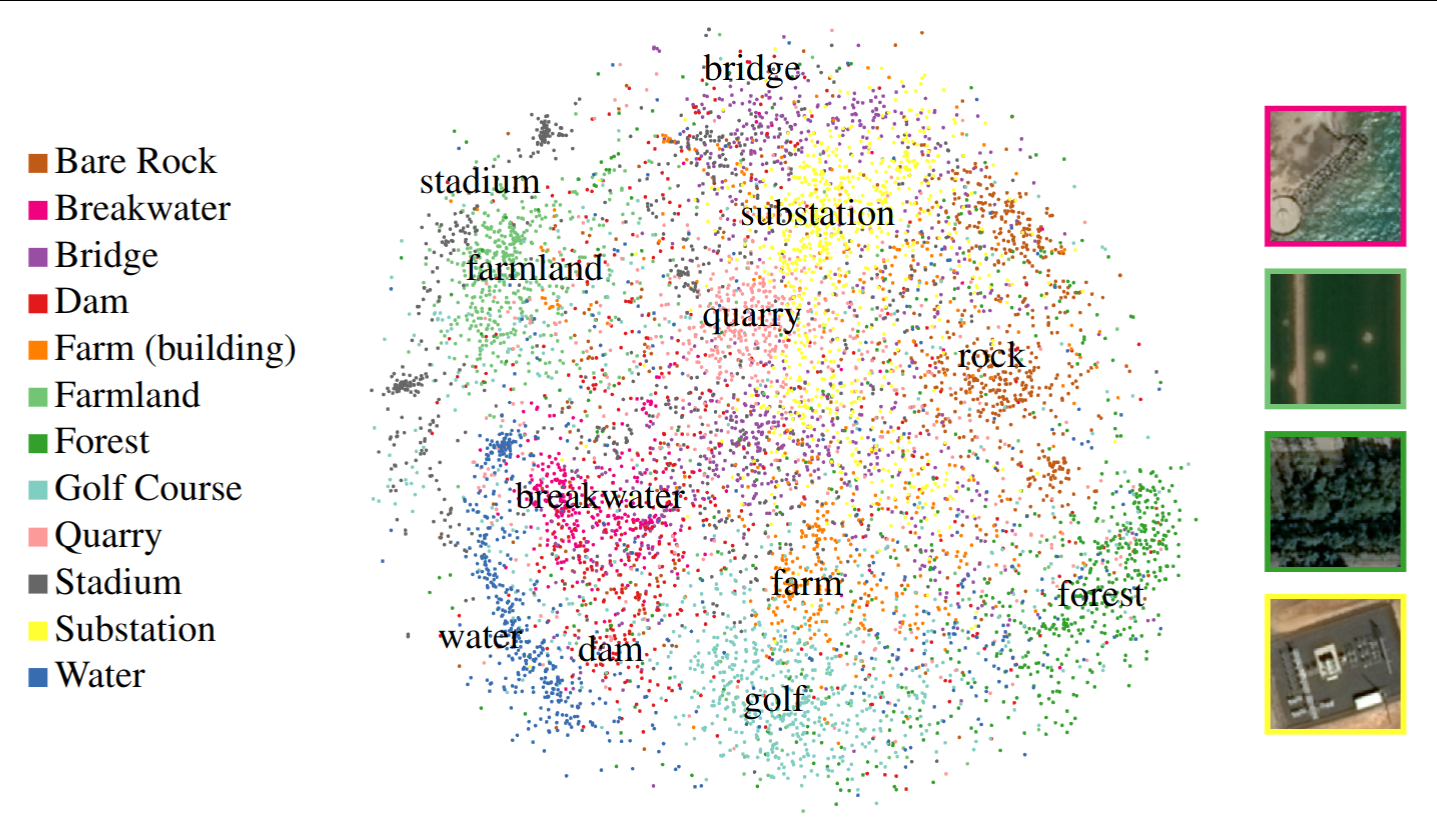 Bare Rock
Breakwater
Bridge
Dam
Farm (building)
Farmland
Forest
Golf Course
Quarry
Stadium
Substation
Water
bridge
stadium
substation
farmland
quarry
rock
breakwater
farm
forest
water
dam
golf